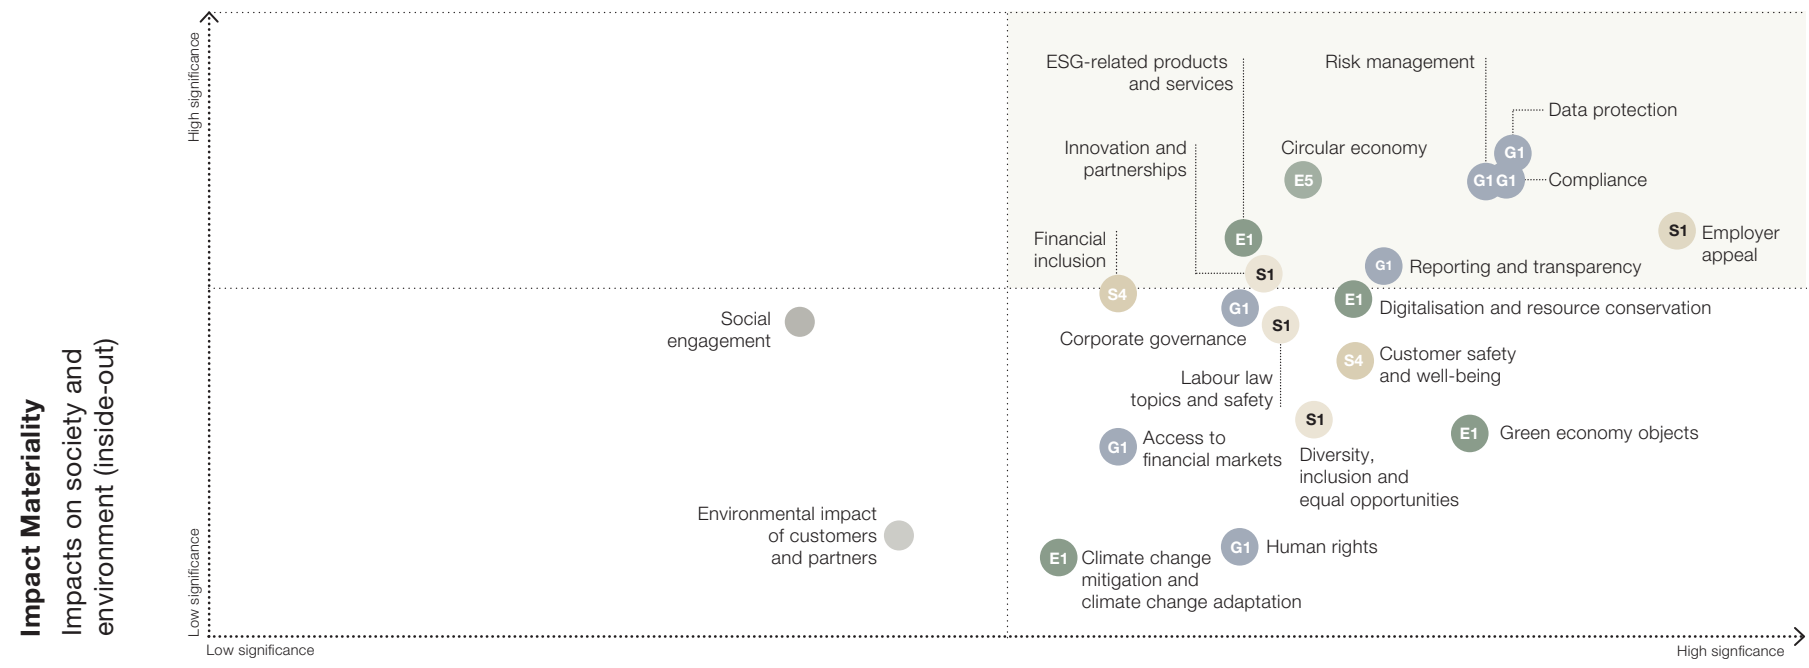 High significance
ESG-related products
and services
Risk management
Data protection
G1
Innovation and
partnerships
Circular economy
E5
G1
G1
Compliance
Financial
inclusion
E1
S1
Employer
appeal
S1
G1
Reporting and transparency
S4
E1
Digitalisation and resource conservation
G1
Corporate governance
S1
Social
engagement
Labour law
topics and safety
S4
Customer safety
and well-being
S1
Diversity,
inclusion and
equal opportunities
E1
Green economy objects
G1
Access to
financial markets
Environmental impact
of customers
and partners
E1
Climate change
mitigation and
climate change adaptation
G1
Human rights
Impact Materiality
Impacts on society and
environment (inside-out)
Low significance
Low significance
High signficance